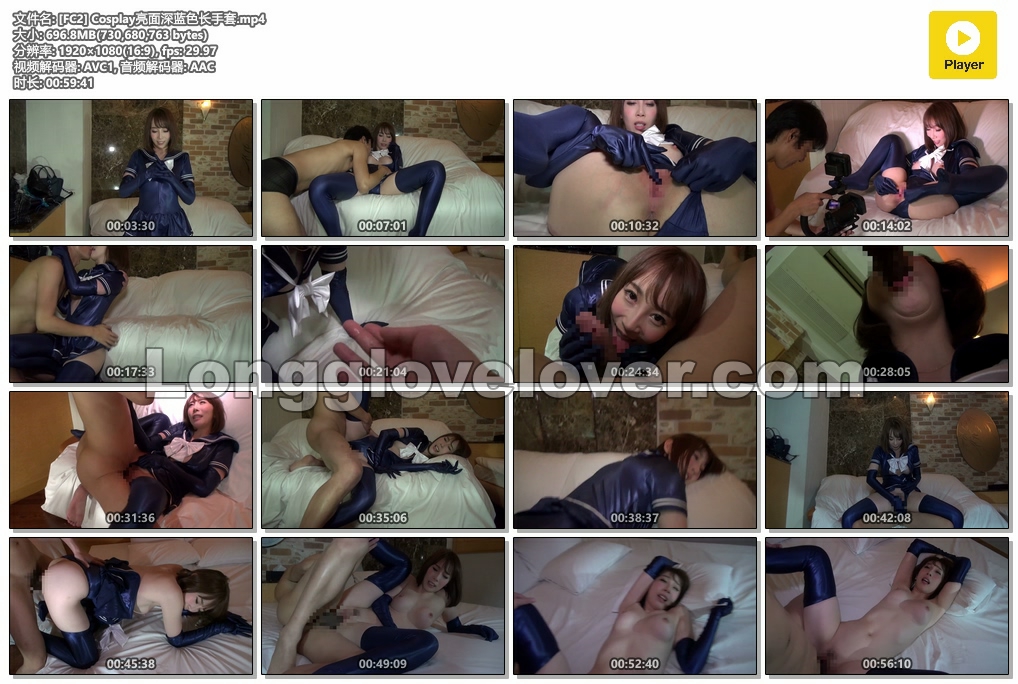 文件名: [FC2] Cosplay亮面深蓝色长手套.mp4
大小: 696.8MB(730,680,763 bytes)
分辨率: 1920×1080(16:9), fps: 29.97
视频解码器: AVC1, 音频解码器: AAC
时长: 00:59:41
Player
00:03:30
00:07:01
00:10:32
00:14:02
00:17:33
00:21:04
00:24:34
00:28:05
Longglovelover.com
00:31:36
00:35:06
00:38:37
00:42:08
00:45:38
00:49:09
00:52:40
00:56:10